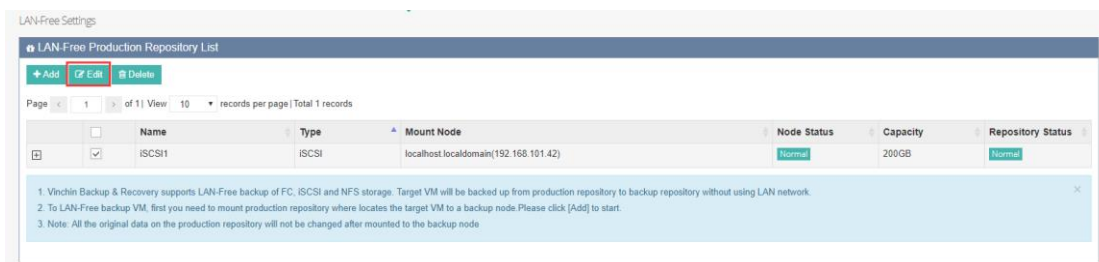 LAN-Free Settings
LAN-Free Production Repository List
Add Edit Delete
Page < 1 > of 1 | View 10 records per page | Total 1 records
Name Type Mount Node Node Status Capacity Repository Status
iSCSI1 iSCSI localhost.localdomain(192.168.101.42) Normal 200GB Normal
1. Vinchin Backup & Recovery supports LAN-Free backup of FC, iSCSI and NFS storage. Target VM will be backed up from production repository to backup repository without using LAN network.
2. To LAN-Free backup VM, first you need to mount production repository where locates the target VM to a backup node.Please click [Add] to start.
3. Note: All the original data on the production repository will not be changed after mounted to the backup node